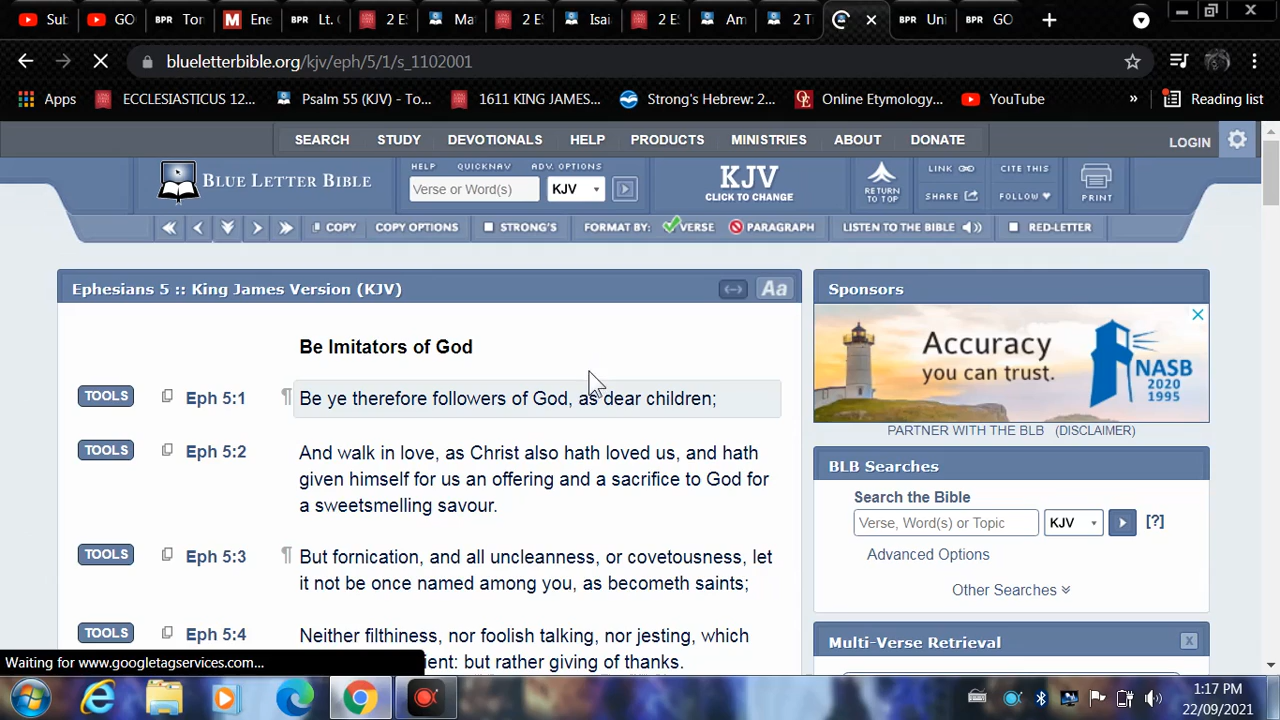 Sub
GO
BPR Tor
M Ene
BPR Lt. (
2 E
Ma
2 E
Isai
2 E
Am
2 T
BPR Uni
BPR GO
blueletterbible.org/kjv/eph/5/1/s_1102001
Apps ECCLESIASTICUS 12... Psalm 55 (KJV) - To... 1611 KING JAMES... Strong's Hebrew: 2... Online Etymology... YouTube » Reading list
SEARCH STUDY DEVOTIONALS HELP PRODUCTS MINISTRIES ABOUT DONATE LOGIN
BLUE LETTER BIBLE
HELP QUICKNAV ADV. OPTIONS
Verse or Word(s) KJV
KJV
CLICK TO CHANGE
RETURN
TO TOP
LINK CITE THIS
SHARE FOLLOW
PRINT
COPY COPY OPTIONS STRONG'S FORMAT BY: VERSE PARAGRAPH LISTEN TO THE BIBLE RED-LETTER
Ephesians 5 :: King James Version (KJV) Aa
Be Imitators of God
TOOLS Eph 5:1 ¶ Be ye therefore followers of God, as dear children;
TOOLS Eph 5:2 And walk in love, as Christ also hath loved us, and hath
given himself for us an offering and a sacrifice to God for
a sweetsmelling savour.
TOOLS Eph 5:3 ¶ But fornication, and all uncleanness, or covetousness, let
it not be once named among you, as becometh saints;
TOOLS Eph 5:4 Neither filthiness, nor foolish talking, nor jesting, which
ient: but rather giving of thanks.
Sponsors
Accuracy
you can trust.
NASB
2020
1995
PARTNER WITH THE BLB (DISCLAIMER)
BLB Searches
Search the Bible
Verse, Word(s) or Topic KJV [?]
Advanced Options
Other Searches
Multi-Verse Retrieval
Waiting for www.googletagservices.com...
1:17 PM
22/09/2021